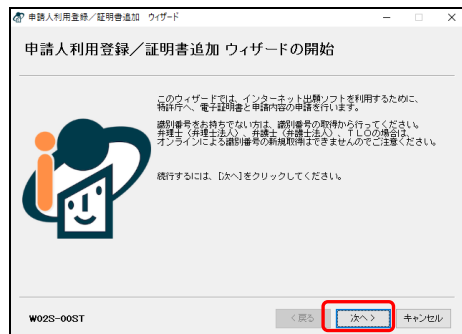 申請人利用登録／証明書追加 ウィザード
申請人利用登録／証明書追加 ウィザードの開始
このウィザードでは、インターネット出願ソフトを利用するために、
特許庁へ、電子証明書と申請内容の申請を行います。
識別番号をお持ちでない方は、識別番号の取得から行ってください。
弁理士（弁理士法人）、弁護士（弁護士法人）、ＴＬＯの場合は、
オンラインによる識別番号の新規取得はできませんのでご注意ください。
続行するには、［次へ］をクリックしてください。
W02S-00ST
＜戻る
次へ＞
キャンセル